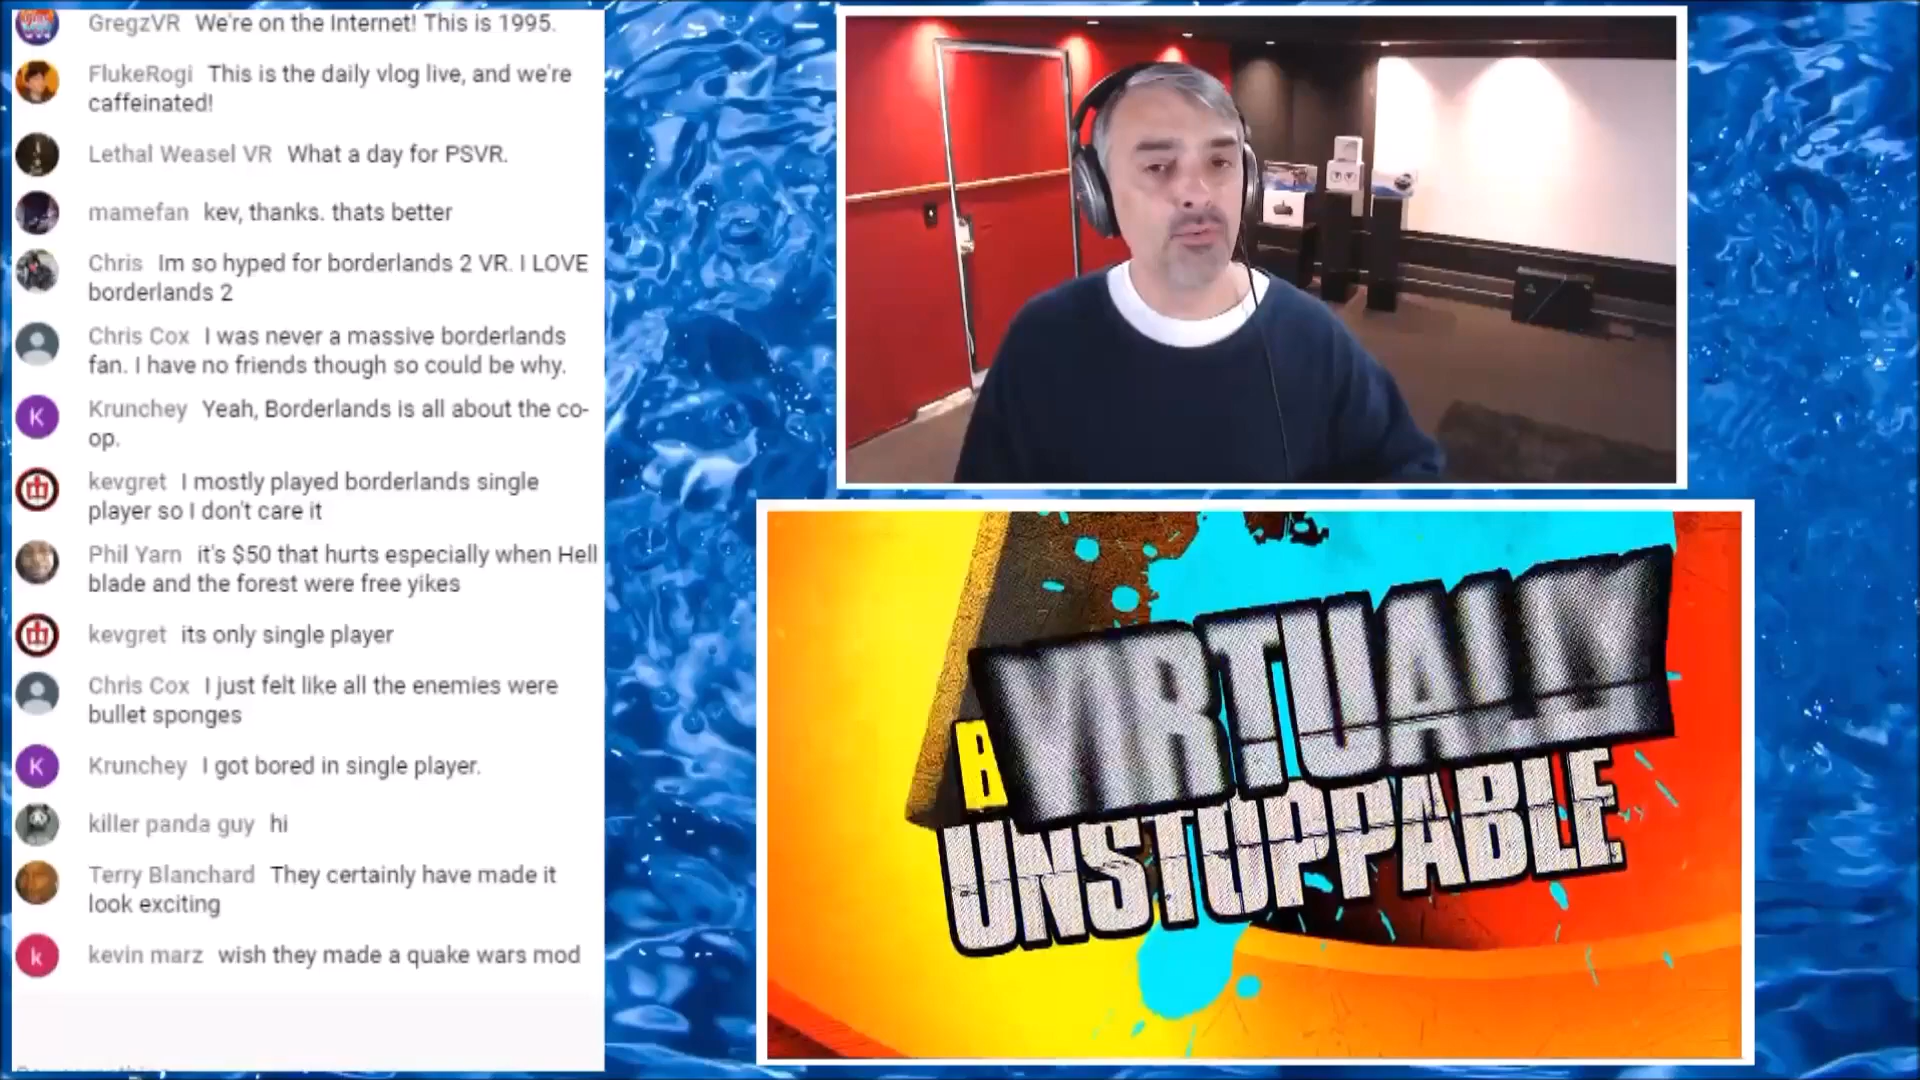 GregzVR We're on the Internet! This is 1995.
FlukeRogi This is the daily vlog live, and we're
caffeinated!
Lethal Weasel VR What a day for PSVR.
mamefan kev, thanks. thats better
Chris Im so hyped for borderlands 2 VR. I LOVE
borderlands 2
Chris Cox I was never a massive borderlands
fan. I have no friends though so could be why.
K
Krunchey Yeah, Borderlands is all about the co-
op.
kevgret I mostly played borderlands single
player so I don't care it
Phil Yarn it's $50 that hurts especially when Hell
blade and the forest were free yikes
kevgret its only single player
Chris Cox I just felt like all the enemies were
bullet sponges
K
Krunchey I got bored in single player.
killer panda guy hi
Terry Blanchard They certainly have made it
look exciting
k
kevin marz wish they made a quake wars mod
VIRTUALLY
B
UNSTOPPABLE